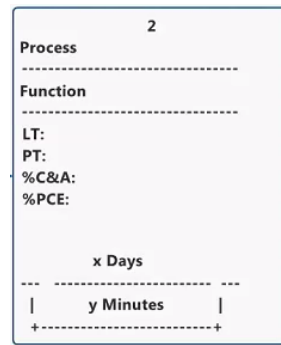 2
Process
---------------------------------
Function
---------------------------------
LT:
PT:
%C&A:
%PCE:
x Days
--- ------------------------ ---
| y Minutes |
+--------------------------+